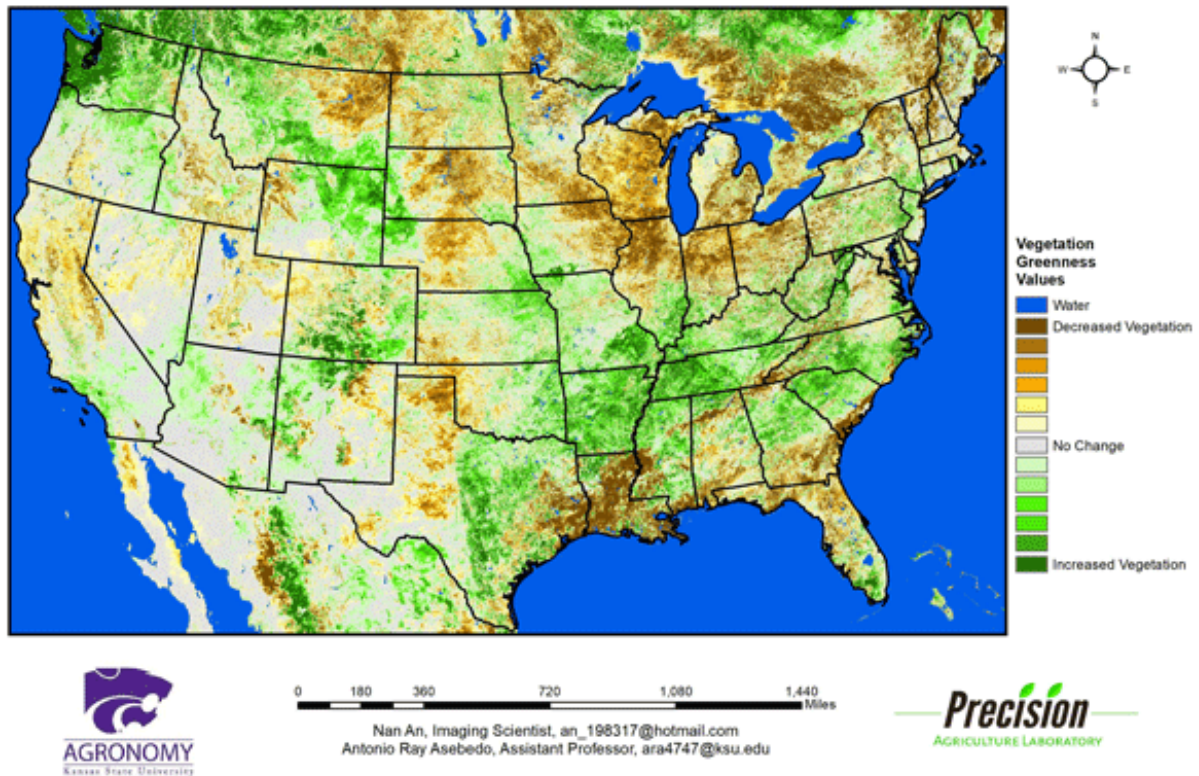 N
W E
S
Vegetation
Greenness
Values
Water
Decreased Vegetation
No Change
Increased Vegetation
0 180 360 720 1,080 1,440
Miles
Nan An, Imaging Scientist, an_198317@hotmail.com
Antonio Ray Asebedo, Assistant Professor, ara4747@ksu.edu
AGRONOMY
Kansas State University
Precision
AGRICULTURE LABORATORY